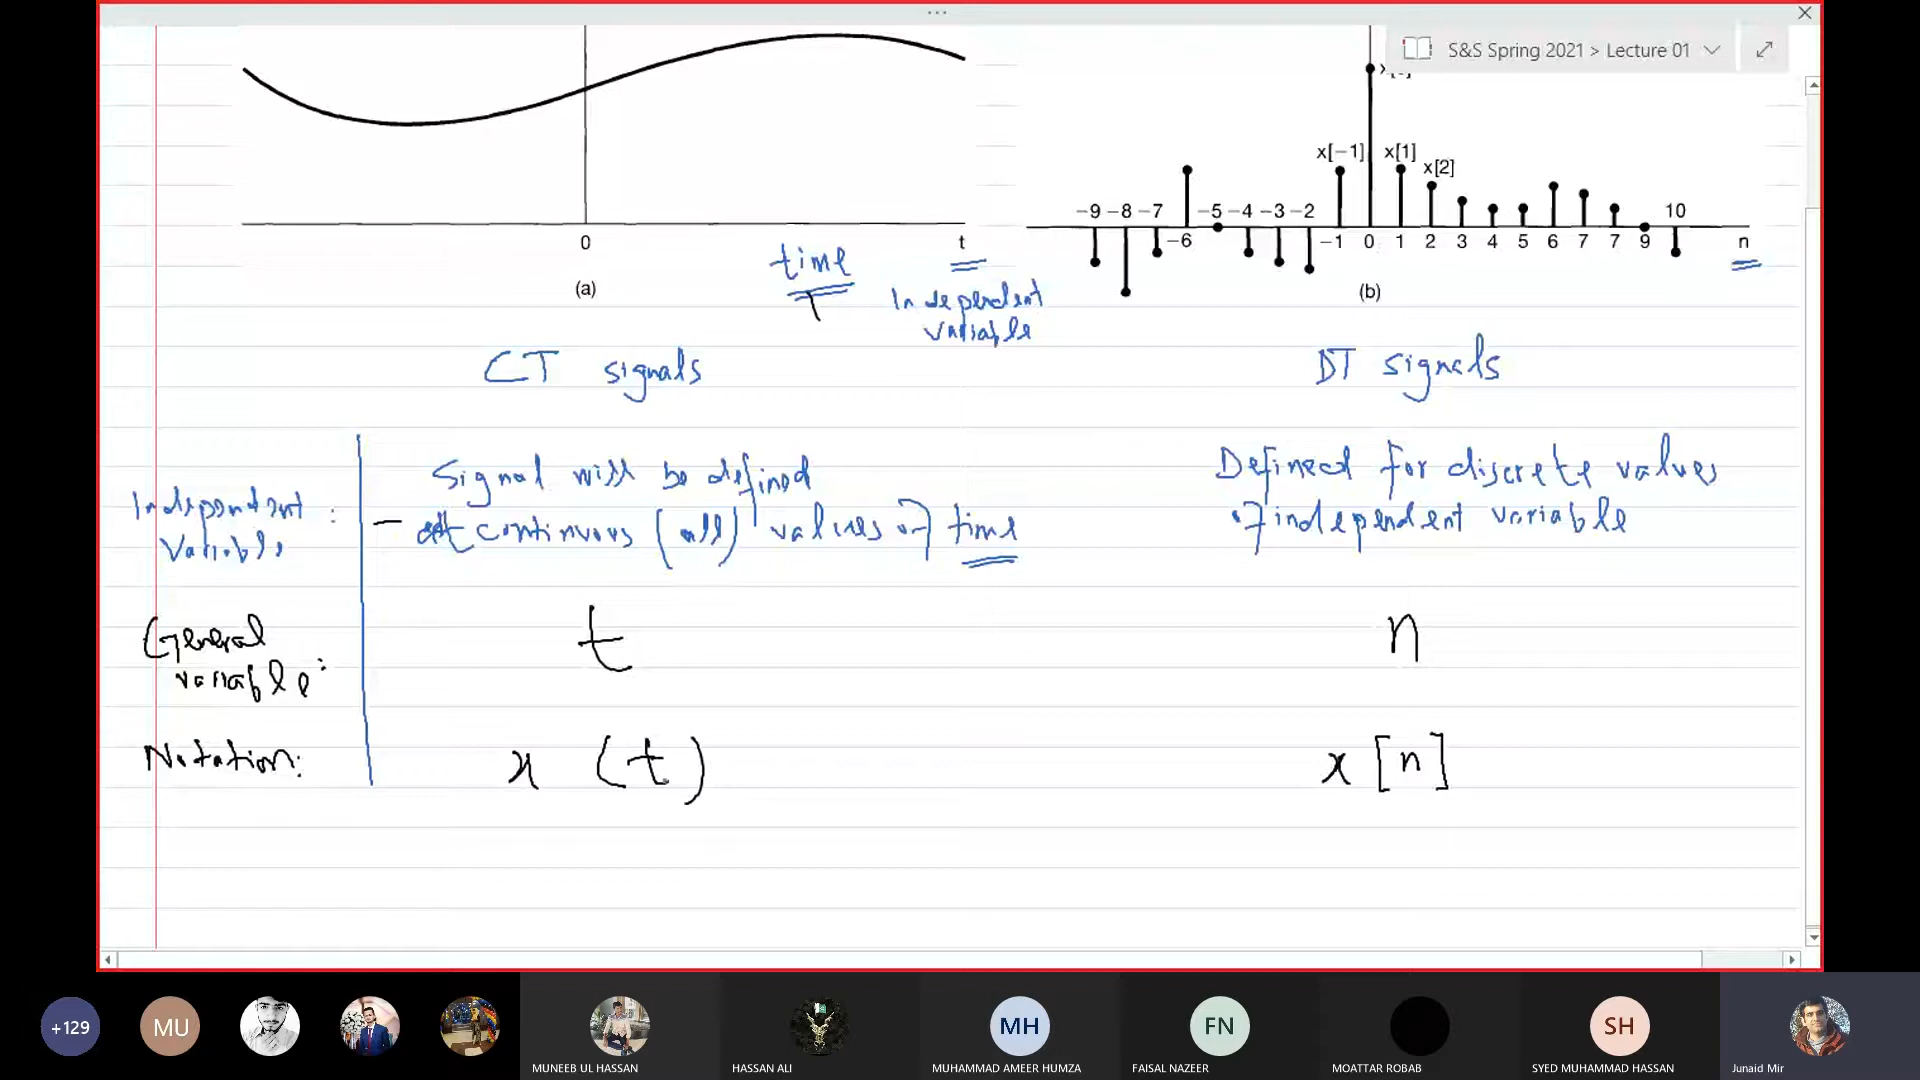 S&S Spring 2021 > Lecture 01
x[-1] x[1]
x[2]
-9 -8 -7 -5 -4 -3 -2 10
-6 -1 0 1 2 3 4 5 6 7 7 9 n
0 t
time
(a)
(b)
Independent
variable
CT signals
DT signals
Independent :
Variable
Signal will be defined
continuous (all) values of time
Defined for discrete values
of independent variable
General
variable:
t
n
Notation:
x (t)
x [n]
+129
MU
MH
FN
SH
MUNEEB UL HASSAN
HASSAN ALI
MUHAMMAD AMEER HUMZA
FAISAL NAZEER
MOATTAR ROBAB
SYED MUHAMMAD HASSAN
Junaid Mir